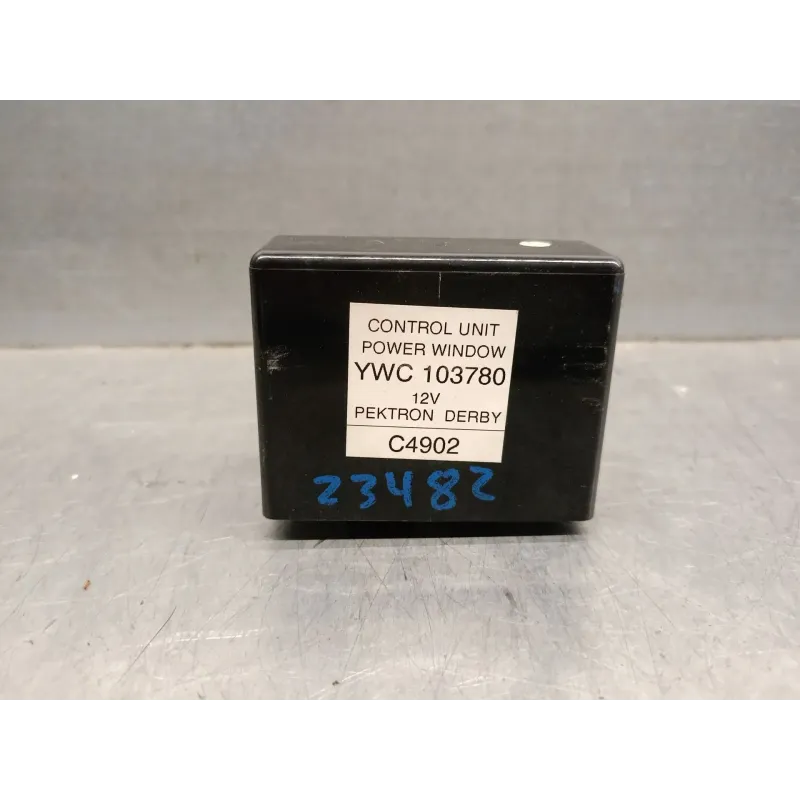 CONTROL UNIT
POWER WINDOW
YWC 103780
12V
PEKTRON DERBY
C4902
23482